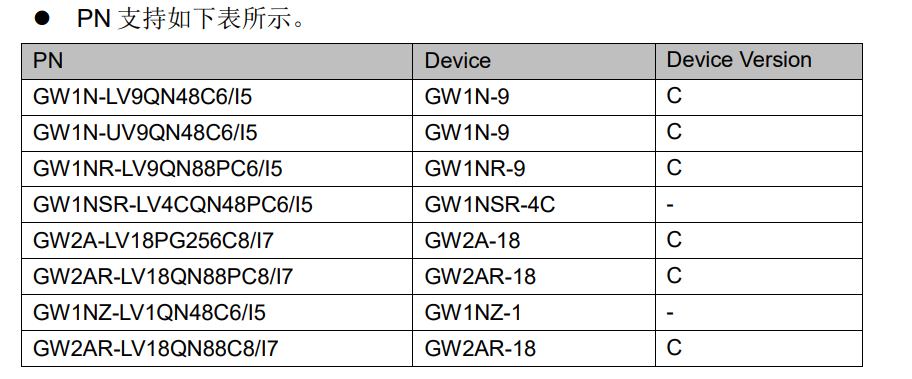 ● PN 支持如下表所示。
PN Device Device Version
GW1N-LV9QN48C6/I5 GW1N-9 C
GW1N-UV9QN48C6/I5 GW1N-9 C
GW1NR-LV9QN88PC6/I5 GW1NR-9 C
GW1NSR-LV4CQN48PC6/I5 GW1NSR-4C -
GW2A-LV18PG256C8/I7 GW2A-18 C
GW2AR-LV18QN88PC8/I7 GW2AR-18 C
GW1NZ-LV1QN48C6/I5 GW1NZ-1 -
GW2AR-LV18QN88C8/I7 GW2AR-18 C